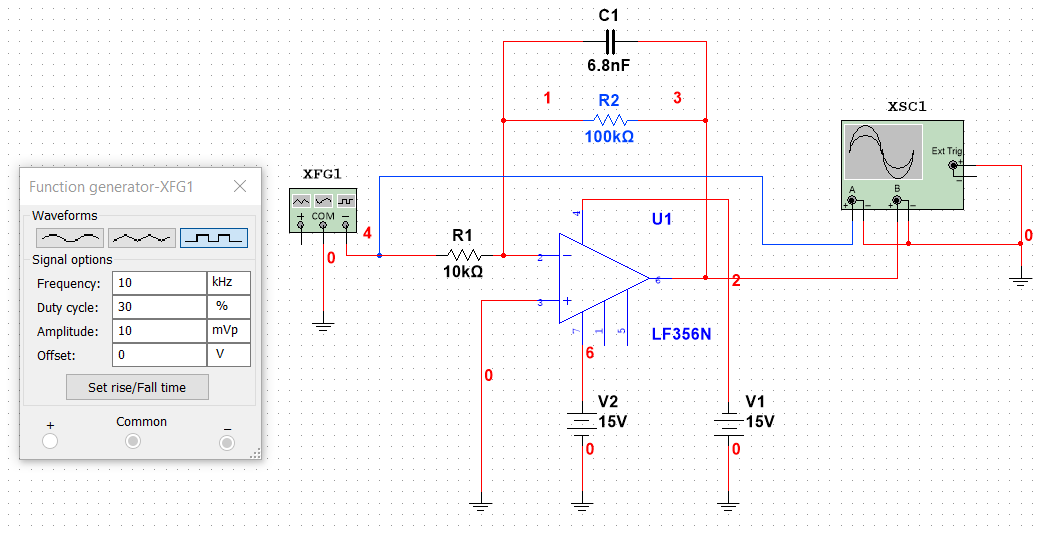 C1
6.8nF
1
R2
3
100kΩ
XSC1
Ext Trig
+
−
A
B
+
−
+
−
Function generator-XFG1
Waveforms
Signal options
Frequency: 10 kHz
Duty cycle: 30 %
Amplitude: 10 mVp
Offset: 0 V
Set rise/Fall time
+
Common
−
XFG1
+
COM
−
4
0
R1
10kΩ
4
U1
2
−
3
+
6
2
0
7
1
5
LF356N
6
0
V2
15V
0
V1
15V
0